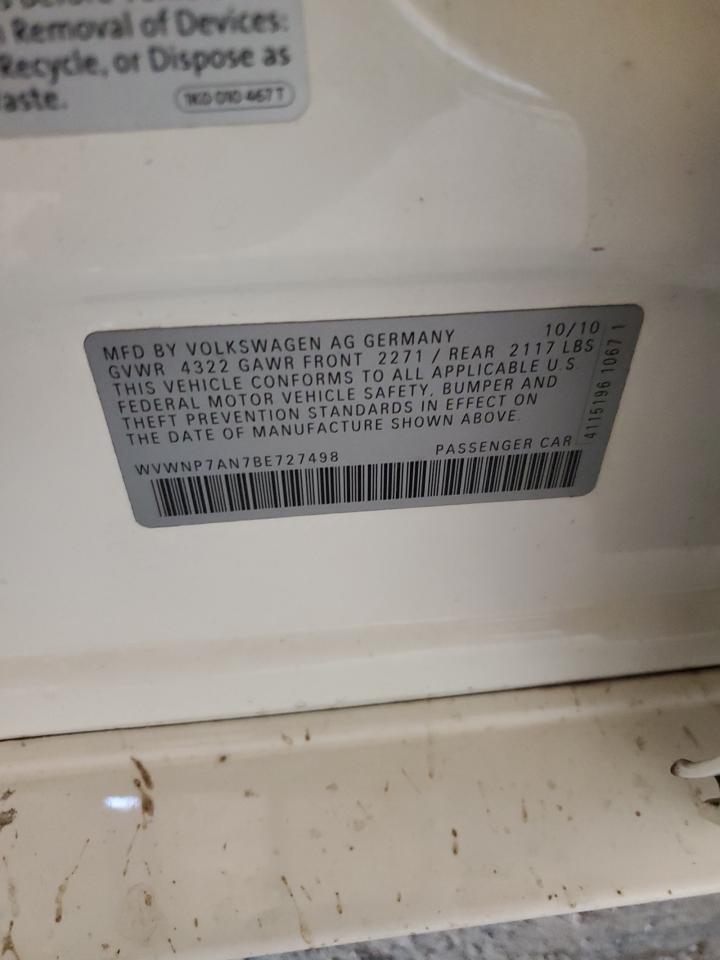 Removal of Devices:
Recycle, or Dispose as
aste.
1K0 010 467 T
MFD BY VOLKSWAGEN AG GERMANY 10/10
GVWR 4322 GAWR FRONT 2271 / REAR 2117 LBS
THIS VEHICLE CONFORMS TO ALL APPLICABLE U.S.
FEDERAL MOTOR VEHICLE SAFETY, BUMPER AND
THEFT PREVENTION STANDARDS IN EFFECT ON
THE DATE OF MANUFACTURE SHOWN ABOVE.
WVWNP7AN7BE727498 PASSENGER CAR
4115196 1067 1